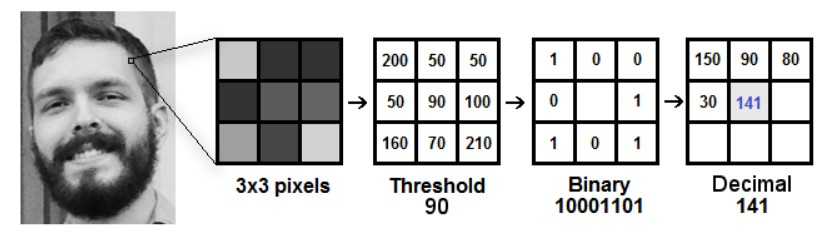 200 50 50
50 90 100
160 70 210
1 0 0
0 1
1 0 1
150 90 80
30 141
3x3 pixels
Threshold
90
Binary
10001101
Decimal
141